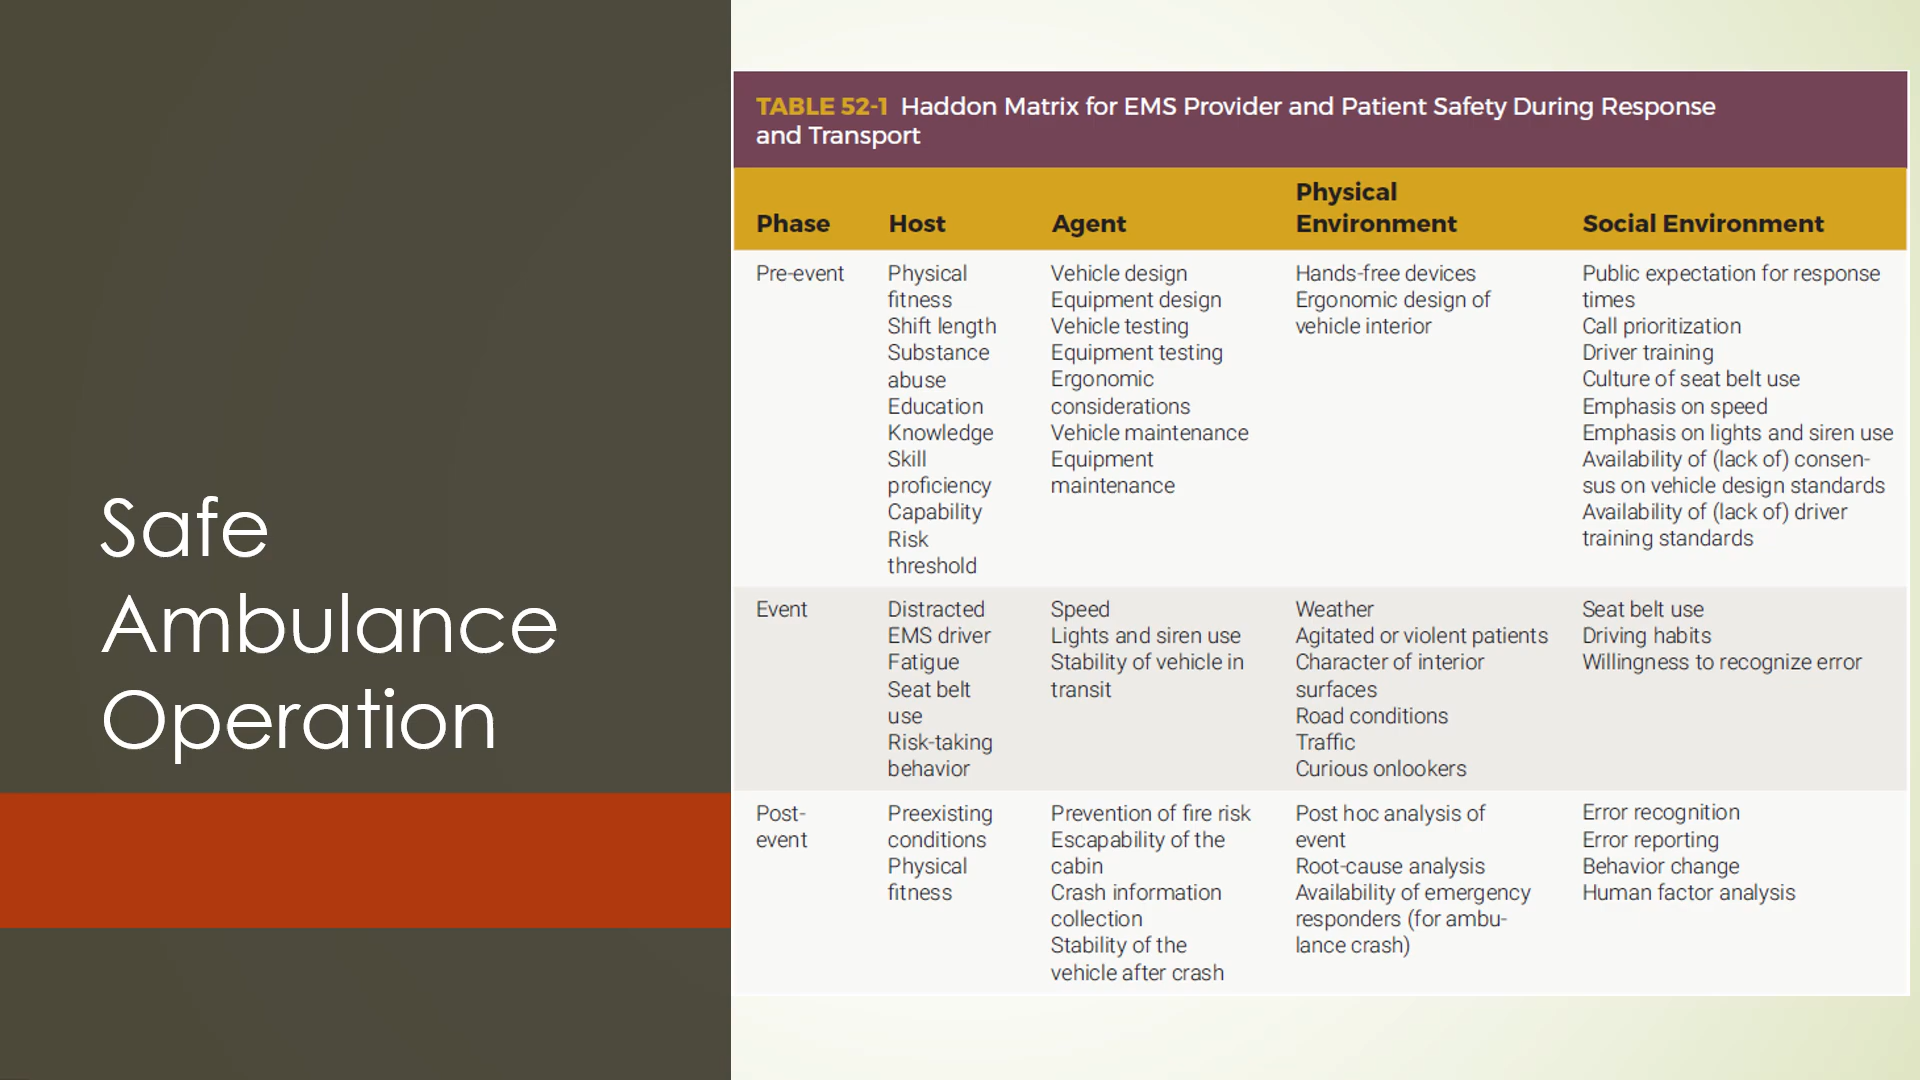 Safe
Ambulance
Operation
TABLE 52-1 Haddon Matrix for EMS Provider and Patient Safety During Response
and Transport
Phase
Host
Agent
Physical
Environment
Social Environment
Pre-event
Physical
fitness
Shift length
Substance
abuse
Education
Knowledge
Skill
proficiency
Capability
Risk
threshold
Vehicle design
Equipment design
Vehicle testing
Equipment testing
Ergonomic
considerations
Vehicle maintenance
Equipment
maintenance
Hands-free devices
Ergonomic design of
vehicle interior
Public expectation for response
times
Call prioritization
Driver training
Culture of seat belt use
Emphasis on speed
Emphasis on lights and siren use
Availability of (lack of) consen-
sus on vehicle design standards
Availability of (lack of) driver
training standards
Event
Distracted
EMS driver
Fatigue
Seat belt
use
Risk-taking
behavior
Speed
Lights and siren use
Stability of vehicle in
transit
Weather
Agitated or violent patients
Character of interior
surfaces
Road conditions
Traffic
Curious onlookers
Seat belt use
Driving habits
Willingness to recognize error
Post-
event
Preexisting
conditions
Physical
fitness
Prevention of fire risk
Escapability of the
cabin
Crash information
collection
Stability of the
vehicle after crash
Post hoc analysis of
event
Root-cause analysis
Availability of emergency
responders (for ambu-
lance crash)
Error recognition
Error reporting
Behavior change
Human factor analysis